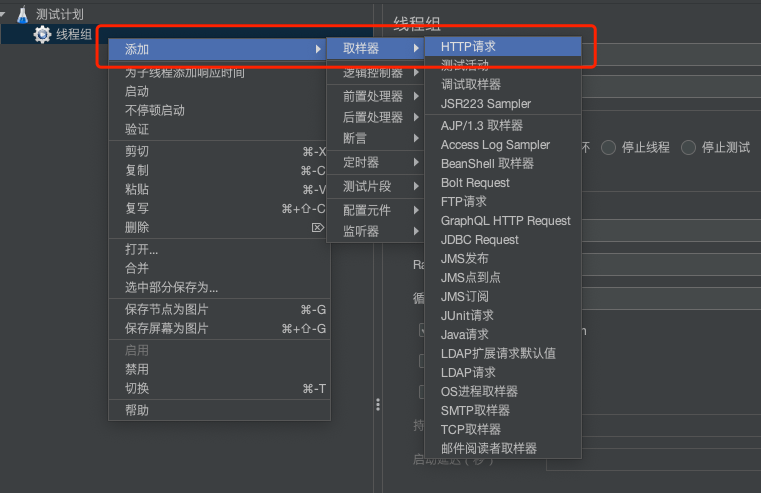 测试计划
线程组
线程组
添加
为子线程添加响应时间
启动
不停顿启动
验证
剪切 ⌘-X
复制 ⌘-C
粘贴 ⌘-V
复写 ⌘+⇧-C
删除 ⌦
打开...
合并
选中部分保存为...
保存节点为图片 ⌘-G
保存屏幕为图片 ⌘+⇧-G
启用
禁用
切换 ⌘-T
帮助
取样器
逻辑控制器
前置处理器
后置处理器
断言
定时器
测试片段
配置元件
监听器
HTTP请求
测试活动
调试取样器
JSR223 Sampler
AJP/1.3 取样器
Access Log Sampler
BeanShell 取样器
Bolt Request
FTP请求
GraphQL HTTP Request
JDBC Request
JMS发布
JMS点到点
JMS订阅
JUnit请求
Java请求
LDAP扩展请求默认值
LDAP请求
OS进程取样器
SMTP取样器
TCP取样器
邮件阅读者取样器
环 停止线程 停止测试
Ra
循
持
启动延迟（秒）